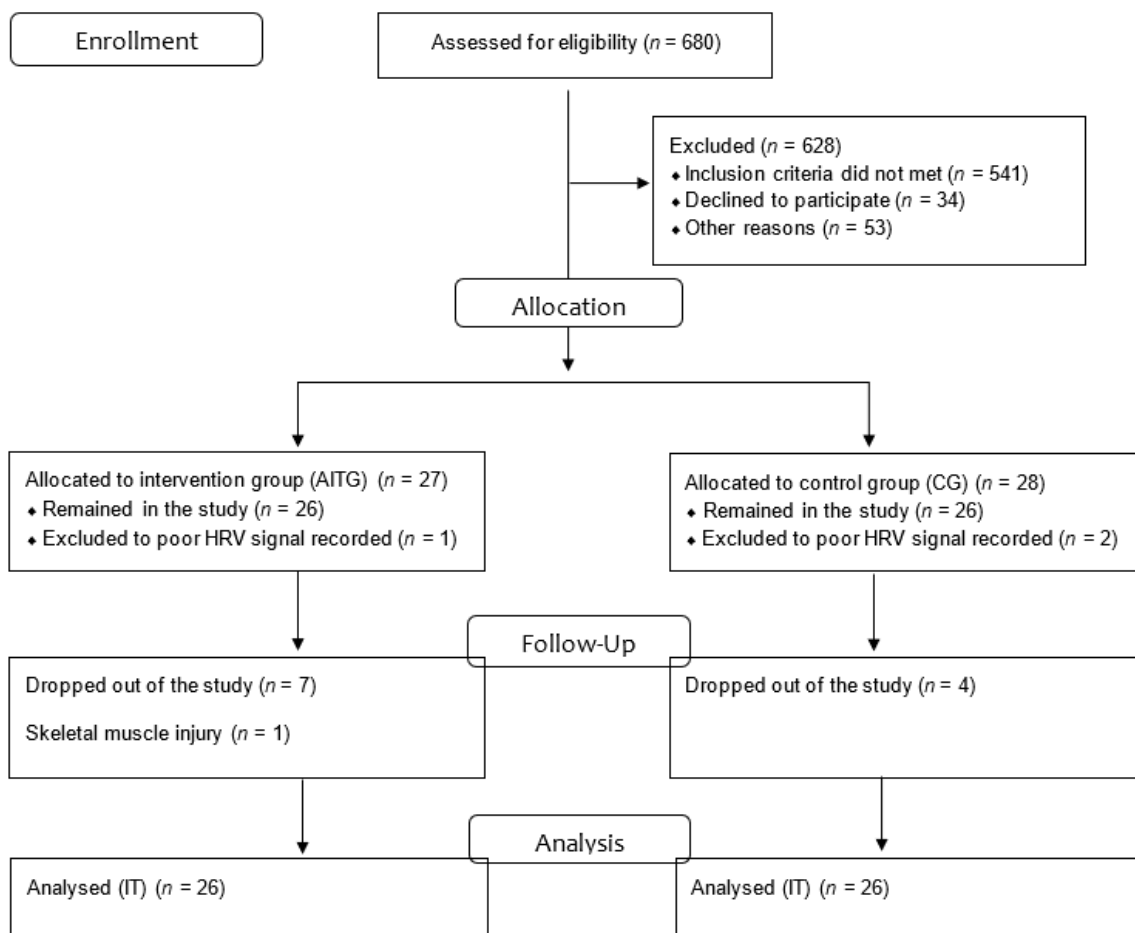 Enrollment
Assessed for eligibility (n = 680)
Excluded (n = 628)
⬥ Inclusion criteria did not met (n = 541)
⬥ Declined to participate (n = 34)
⬥ Other reasons (n = 53)
Allocation
Allocated to intervention group (AITG) (n = 27)
⬥ Remained in the study (n = 26)
⬥ Excluded to poor HRV signal recorded (n = 1)
Allocated to control group (CG) (n = 28)
⬥ Remained in the study (n = 26)
⬥ Excluded to poor HRV signal recorded (n = 2)
Follow-Up
Dropped out of the study (n = 7)
Skeletal muscle injury (n = 1)
Dropped out of the study (n = 4)
Analysis
Analysed (IT) (n = 26)
Analysed (IT) (n = 26)